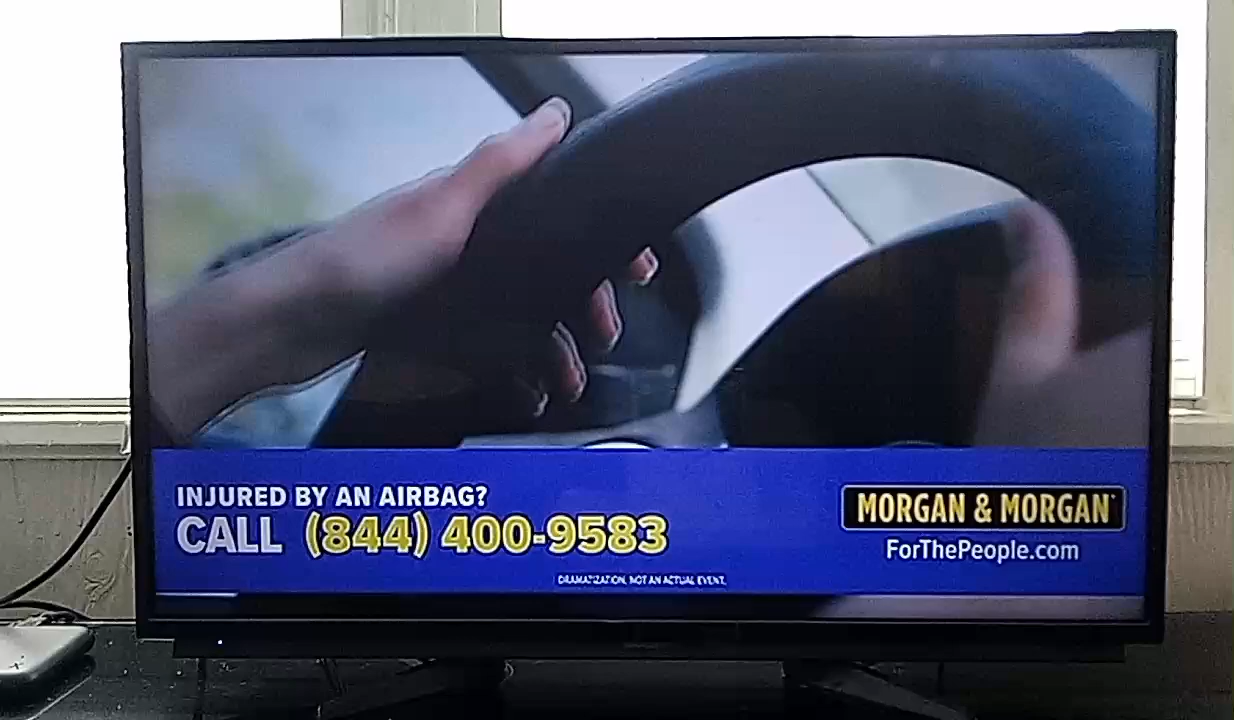 INJURED BY AN AIRBAG?
CALL (844) 400-9583
MORGAN & MORGAN
ForThePeople.com
DRAMATIZATION. NOT AN ACTUAL EVENT.